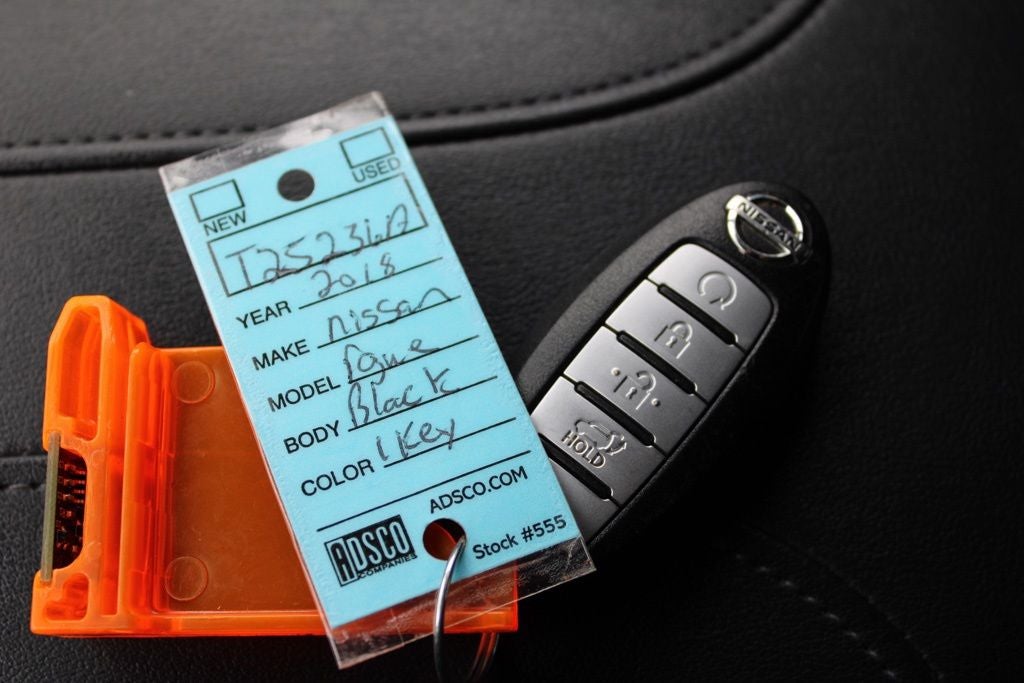 NEW
USED
T25236A
YEAR 2018
MAKE nissan
MODEL Rogue
BODY Black
COLOR 1 Key
ADSCO.COM
ADSCO
COMPANIES
Stock #555
NISSAN
HOLD